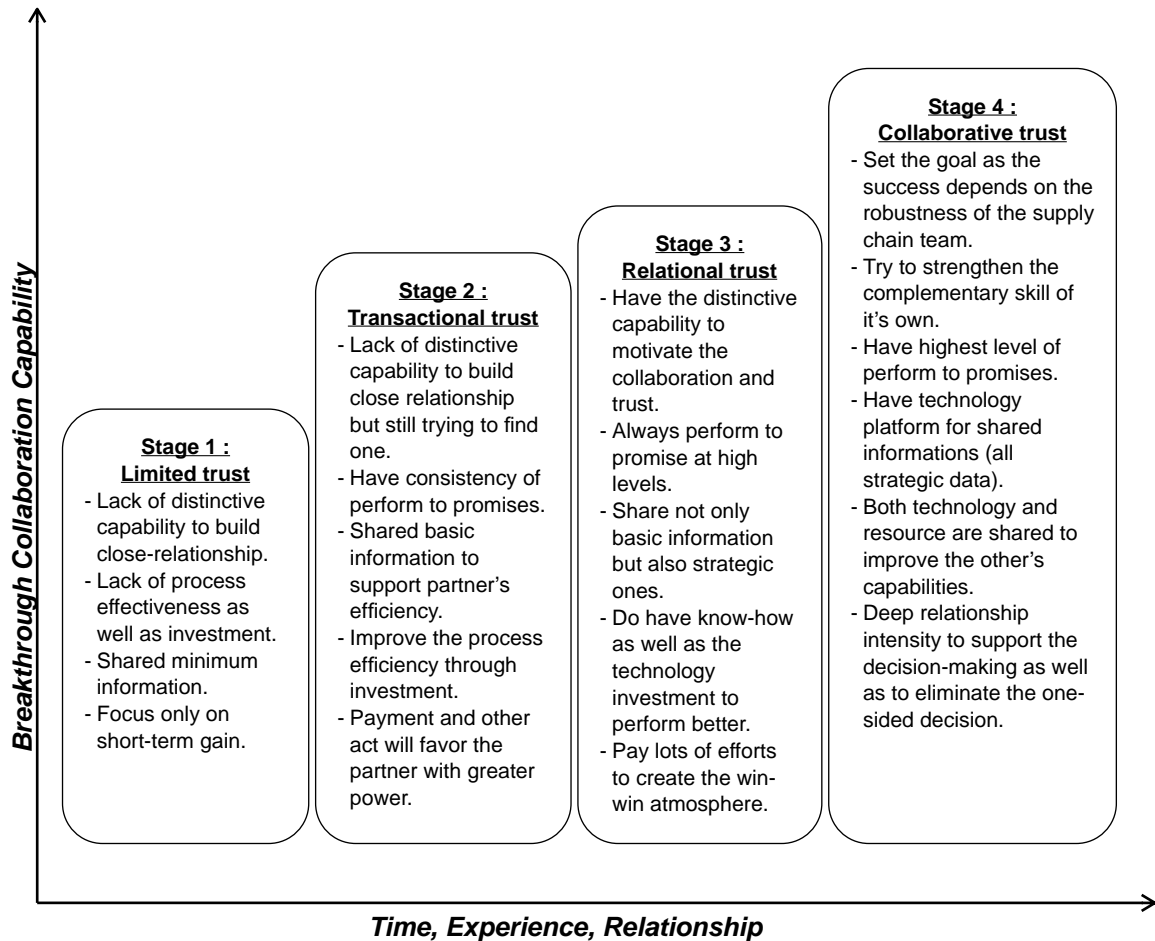 Breakthrough Collaboration Capability
Stage 1 :
Limited trust
- Lack of distinctive
capability to build
close-relationship.
- Lack of process
effectiveness as
well as investment.
- Shared minimum
information.
- Focus only on
short-term gain.
Stage 2 :
Transactional trust
- Lack of distinctive
capability to build
close relationship
but still trying to find
one.
- Have consistency of
perform to promises.
- Shared basic
information to
support partner's
efficiency.
- Improve the process
efficiency through
investment.
- Payment and other
act will favor the
partner with greater
power.
Stage 3 :
Relational trust
- Have the distinctive
capability to
motivate the
collaboration and
trust.
- Always perform to
promise at high
levels.
- Share not only
basic information
but also strategic
ones.
- Do have know-how
as well as the
technology
investment to
perform better.
- Pay lots of efforts
to create the win-
win atmosphere.
Stage 4 :
Collaborative trust
- Set the goal as the
success depends on the
robustness of the supply
chain team.
- Try to strengthen the
complementary skill of
it's own.
- Have highest level of
perform to promises.
- Have technology
platform for shared
informations (all
strategic data).
- Both technology and
resource are shared to
improve the other's
capabilities.
- Deep relationship
intensity to support the
decision-making as well
as to eliminate the one-
sided decision.
Time, Experience, Relationship